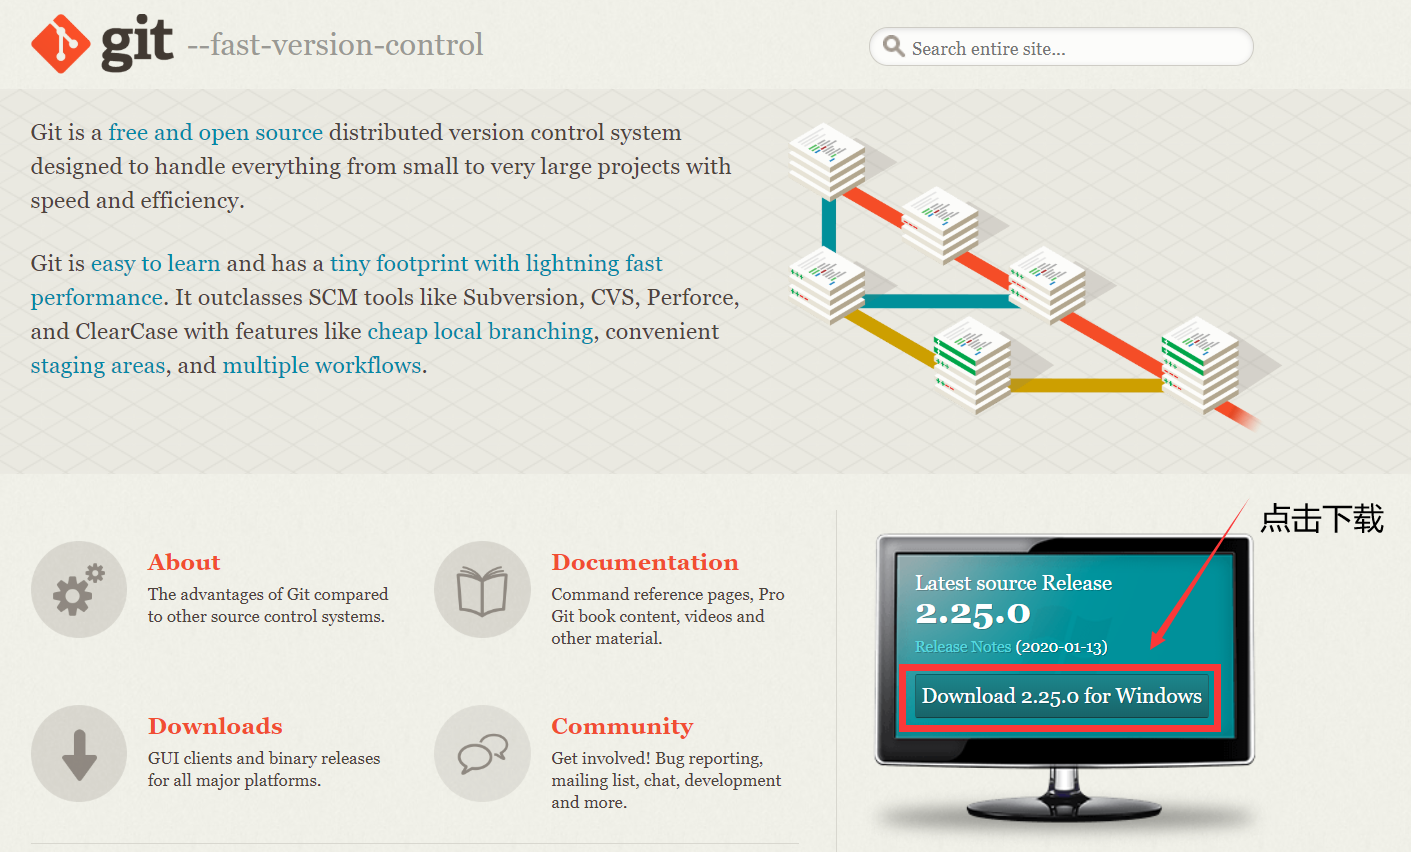 git --fast-version-control
Search entire site...
Git is a free and open source distributed version control system
designed to handle everything from small to very large projects with
speed and efficiency.
Git is easy to learn and has a tiny footprint with lightning fast
performance. It outclasses SCM tools like Subversion, CVS, Perforce,
and ClearCase with features like cheap local branching, convenient
staging areas, and multiple workflows.
About
The advantages of Git compared
to other source control systems.
Documentation
Command reference pages, Pro
Git book content, videos and
other material.
Downloads
GUI clients and binary releases
for all major platforms.
Community
Get involved! Bug reporting,
mailing list, chat, development
and more.
点击下载
Latest source Release
2.25.0
Release Notes (2020-01-13)
Download 2.25.0 for Windows